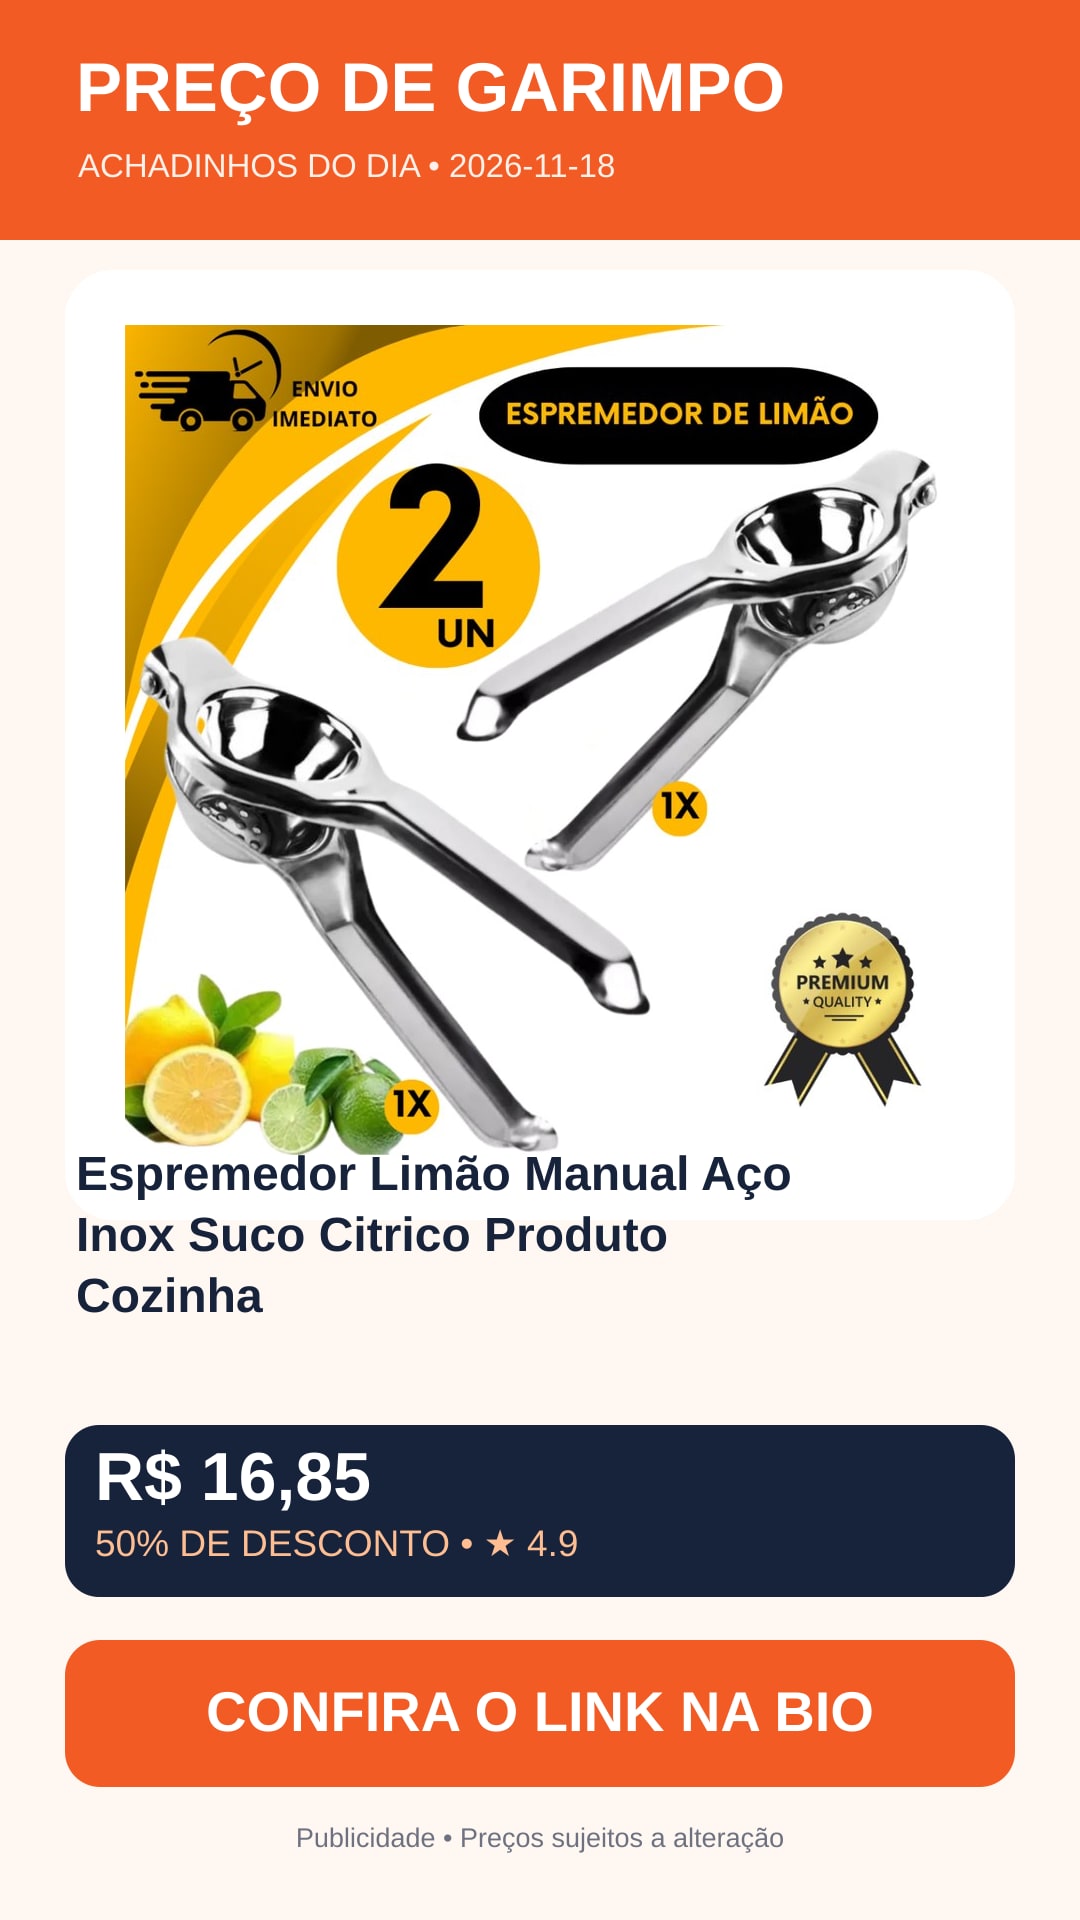 PREÇO DE GARIMPO
ACHADINHOS DO DIA • 2026-11-18
ENVIO
IMEDIATO
ESPREMEDOR DE LIMÃO
2
UN
1X
PREMIUM
QUALITY
1X
Espremedor Limão Manual Aço
Inox Suco Citrico Produto
Cozinha
R$ 16,85
50% DE DESCONTO • ★ 4.9
CONFIRA O LINK NA BIO
Publicidade • Preços sujeitos a alteração